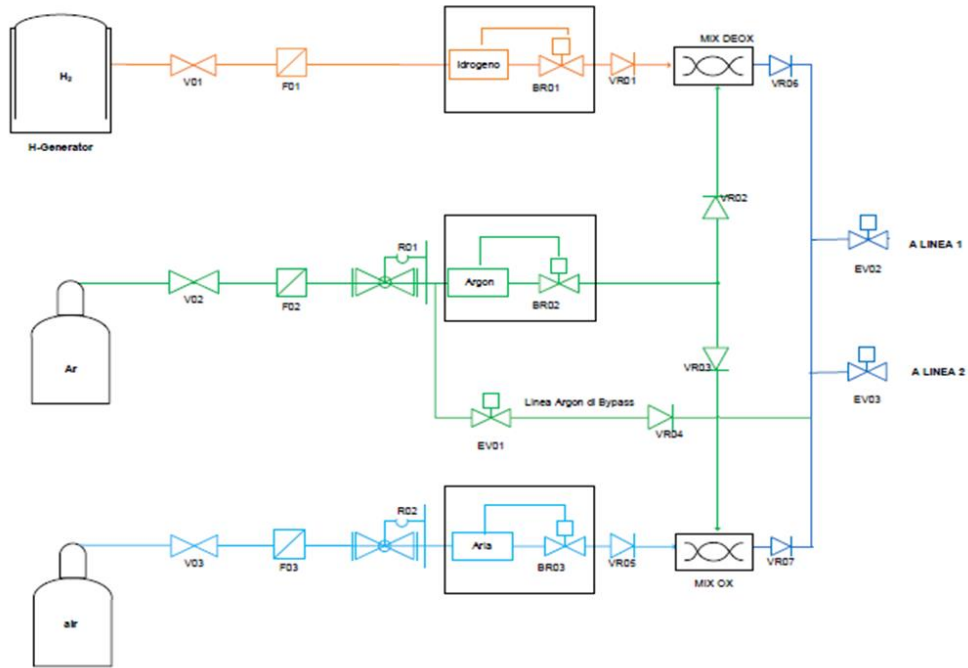 H₂
H-Generator
V01
F01
Idrogeno
BR01
VR01
MIX DEOX
VR06
VR02
R01
Ar
V02
F02
Argon
BR02
EV02
A LINEA 1
VR03
EV03
A LINEA 2
EV01
Linea Argon di Bypass
VR04
R02
air
V03
F03
Aria
BR03
VR05
MIX OX
VR07